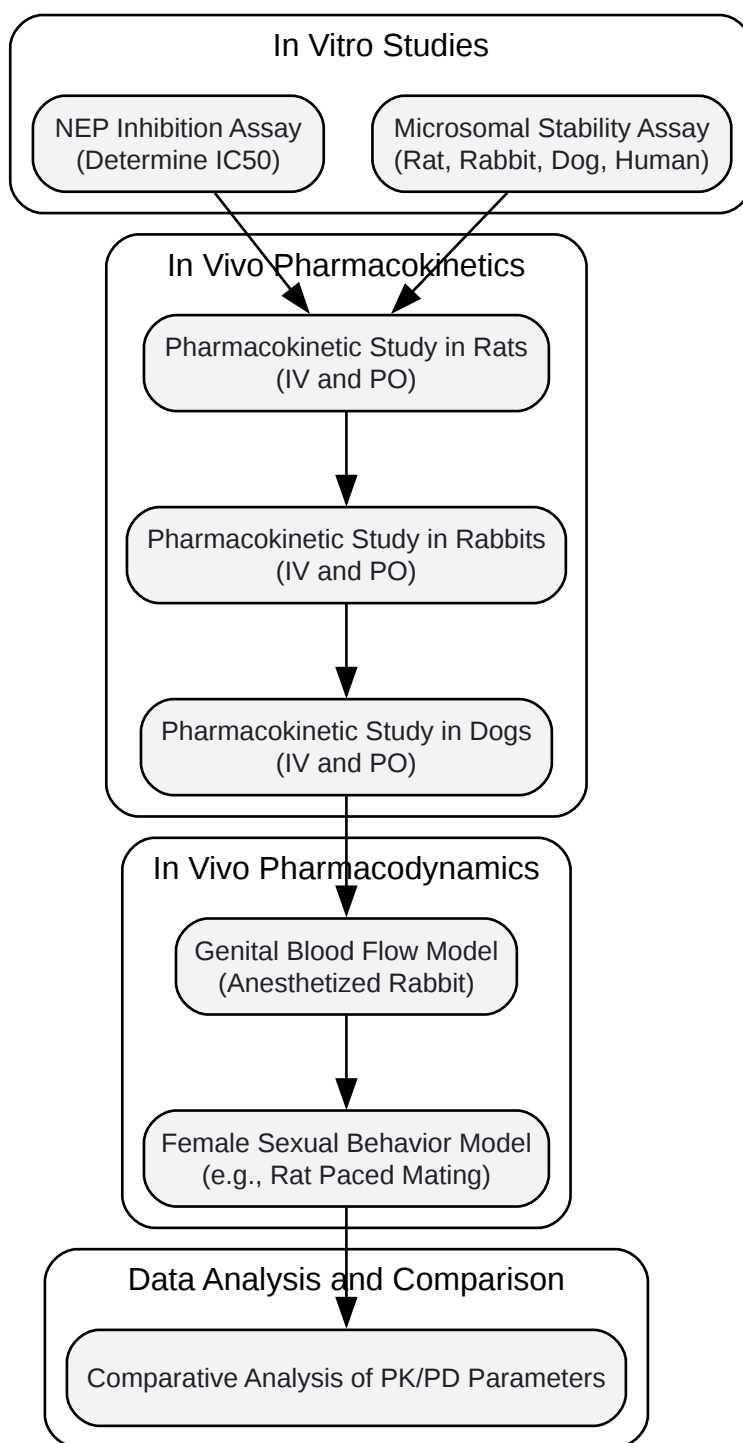 In Vitro Studies
NEP Inhibition Assay
(Determine IC50)
Microsomal Stability Assay
(Rat, Rabbit, Dog, Human)
In Vivo Pharmacokinetics
Pharmacokinetic Study in Rats
(IV and PO)
Pharmacokinetic Study in Rabbits
(IV and PO)
Pharmacokinetic Study in Dogs
(IV and PO)
In Vivo Pharmacodynamics
Genital Blood Flow Model
(Anesthetized Rabbit)
Female Sexual Behavior Model
(e.g., Rat Paced Mating)
Data Analysis and Comparison
Comparative Analysis of PK/PD Parameters